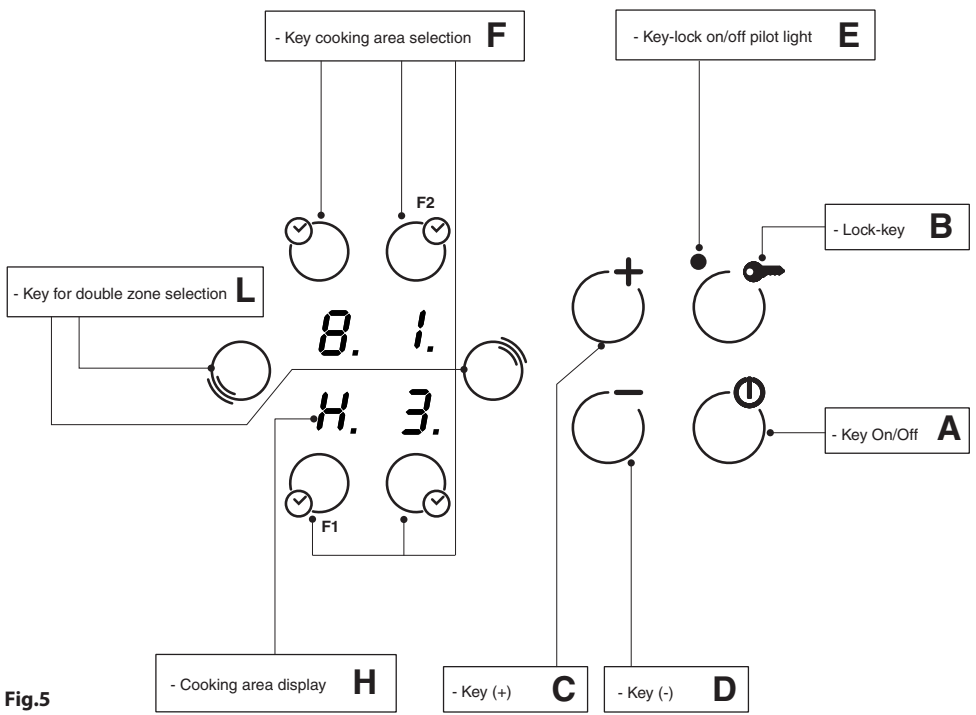 - Key cooking area selection F
- Key-lock on/off pilot light E
F2
- Lock-key B
- Key for double zone selection L
8. 1.
H. 3.
- Key On/Off A
F1
- Cooking area display H
- Key (+) C
- Key (-) D
Fig.5